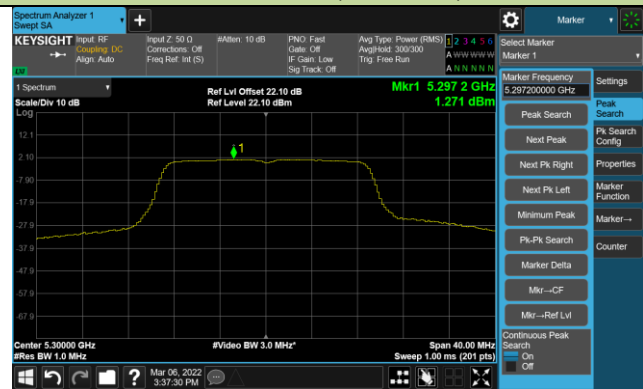 Spectrum Analyzer 1
Swept SA
+
Marker
KEYSIGHT
Input: RF
Coupling: DC
Align: Auto
Input Z: 50 Ω
Corrections: Off
Freq Ref: Int (S)
#Atten: 10 dB
PNO: Fast
Gate: Off
IF Gain: Low
Sig Track: Off
Avg Type: Power (RMS)
Avg|Hold: 300/300
Trig: Free Run
1 2 3 4 5 6
A W W W W W
A N N N N N
LXI
Select Marker
Marker 1
1 Spectrum
Scale/Div 10 dB
Log
Ref Lvl Offset 22.10 dB
Ref Level 22.10 dBm
Mkr1 5.297 2 GHz
1.271 dBm
12.1
2.10
-7.90
-17.9
-27.9
-37.9
-47.9
-57.9
-67.9
1
Center 5.30000 GHz
#Res BW 1.0 MHz
#Video BW 3.0 MHz*
Span 40.00 MHz
Sweep 1.00 ms (201 pts)
Marker Frequency
5.297200000 GHz
Peak Search
Next Peak
Next Pk Right
Next Pk Left
Minimum Peak
Pk-Pk Search
Marker Delta
Mkr→CF
Mkr→Ref Lvl
Continuous Peak
Search
On
Off
Settings
Peak
Search
Pk Search
Config
Properties
Marker
Function
Marker→
Counter
?
Mar 06, 2022
3:37:30 PM